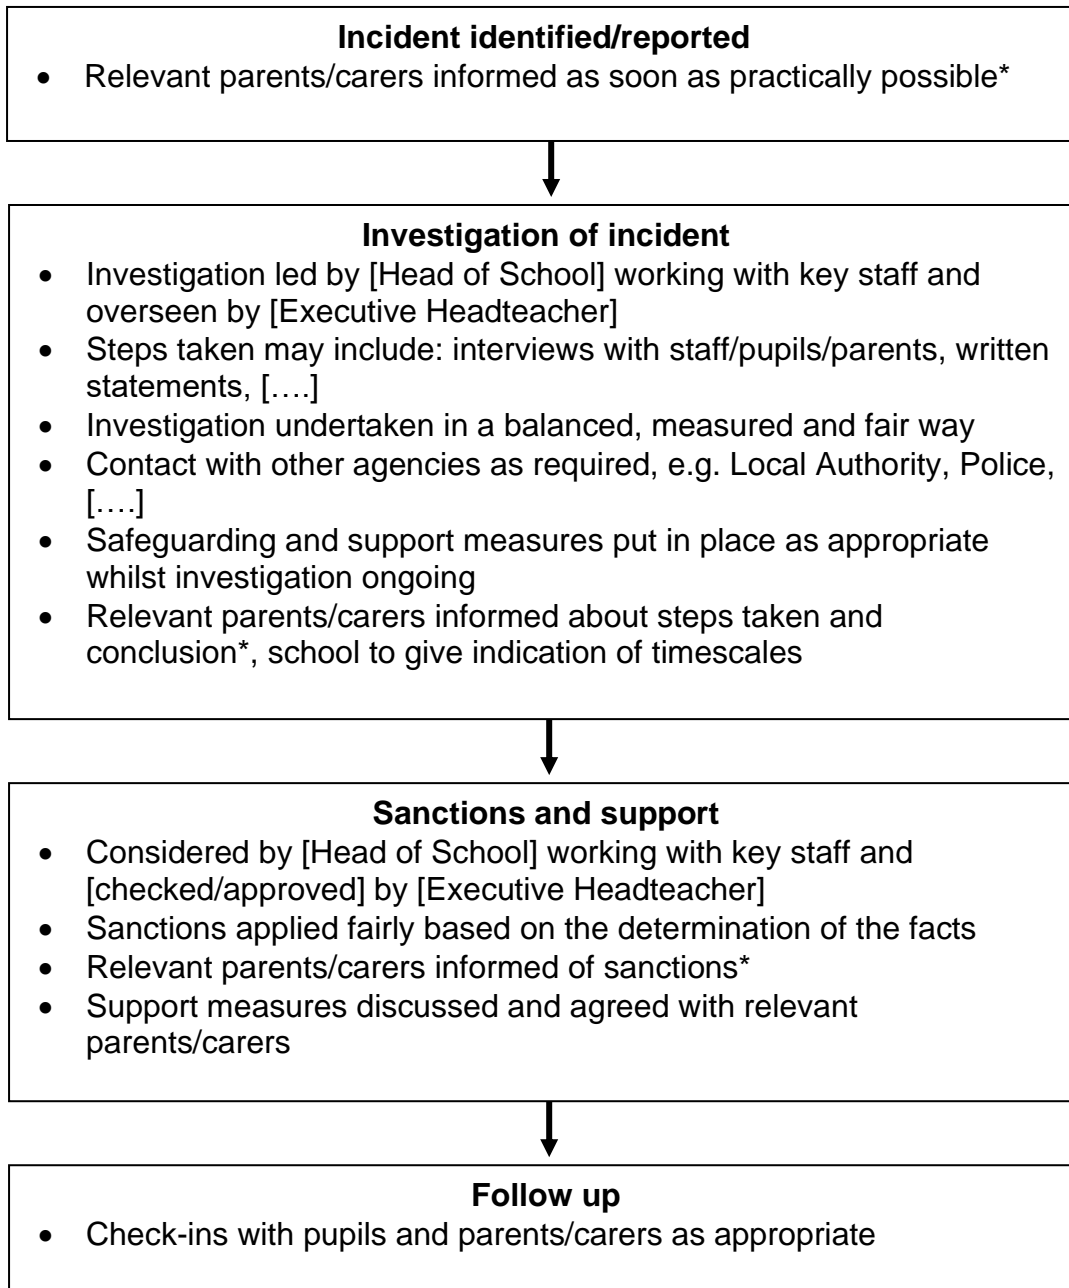 Incident identified/reported
• Relevant parents/carers informed as soon as practically possible*
Investigation of incident
• Investigation led by [Head of School] working with key staff and
overseen by [Executive Headteacher]
• Steps taken may include: interviews with staff/pupils/parents, written
statements, [….]
• Investigation undertaken in a balanced, measured and fair way
• Contact with other agencies as required, e.g. Local Authority, Police,
[….]
• Safeguarding and support measures put in place as appropriate
whilst investigation ongoing
• Relevant parents/carers informed about steps taken and
conclusion*, school to give indication of timescales
Sanctions and support
• Considered by [Head of School] working with key staff and
[checked/approved] by [Executive Headteacher]
• Sanctions applied fairly based on the determination of the facts
• Relevant parents/carers informed of sanctions*
• Support measures discussed and agreed with relevant
parents/carers
Follow up
• Check-ins with pupils and parents/carers as appropriate